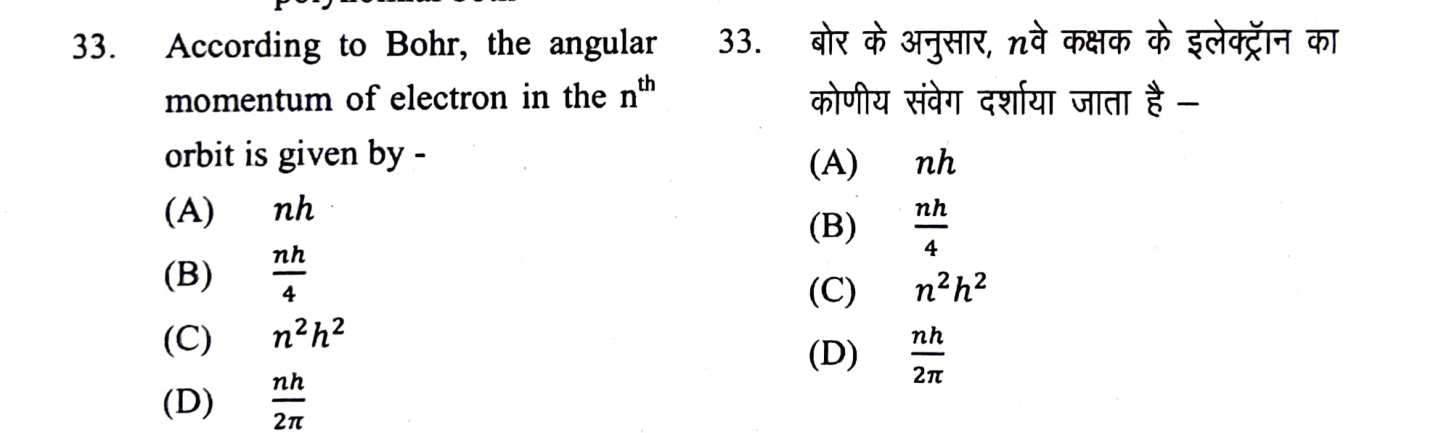 33. According to Bohr, the angular
momentum of electron in the nᵗʰ
orbit is given by -
(A) nh
(B) nh/4
(C) n²h²
(D) nh/2π
33. बोर के अनुसार, nवे कक्षक के इलेक्ट्रॉन का
कोणीय संवेग दर्शाया जाता है –
(A) nh
(B) nh/4
(C) n²h²
(D) nh/2π